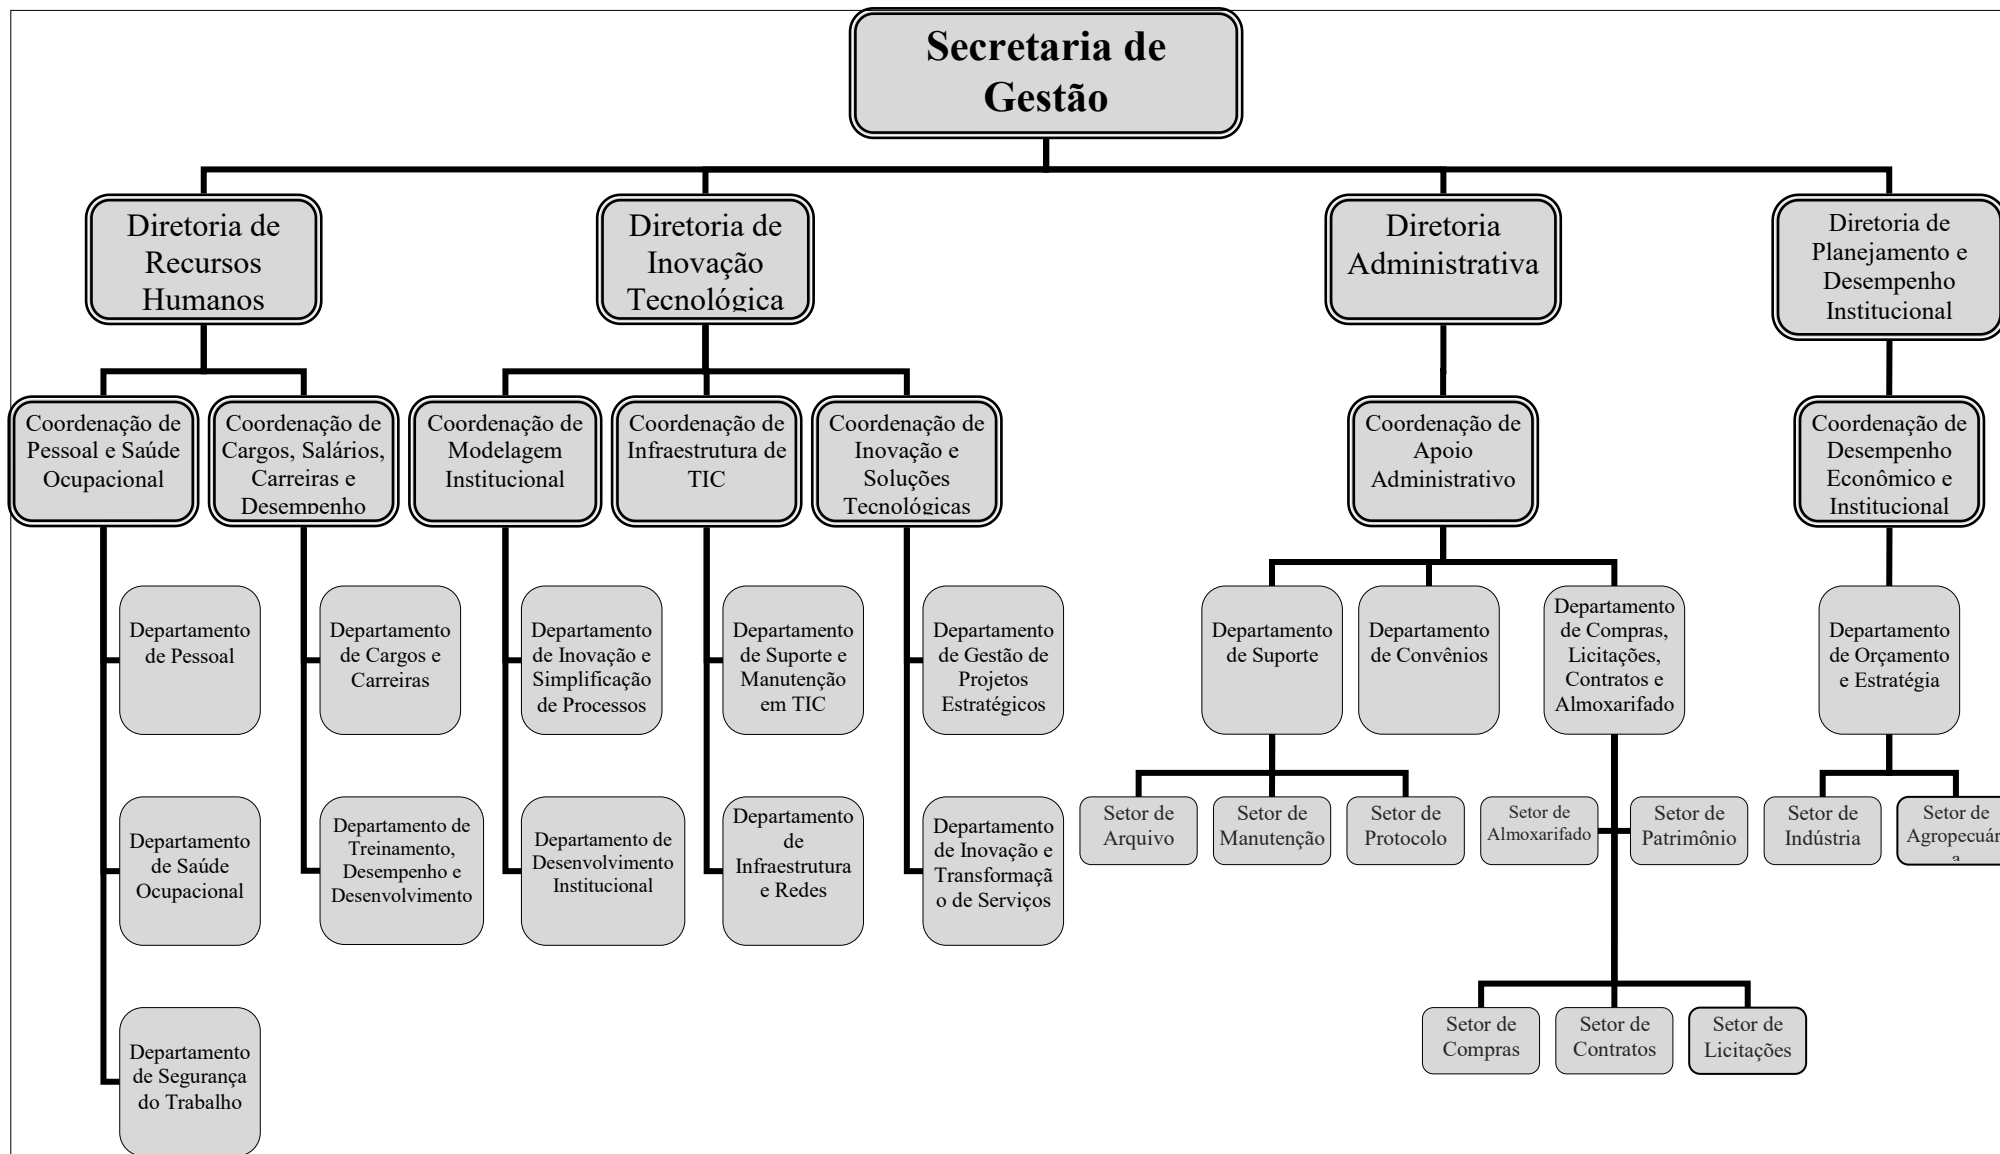 Secretaria de
Gestão
Diretoria de
Recursos
Humanos
Diretoria de
Inovação
Tecnológica
Diretoria
Administrativa
Diretoria de
Planejamento e
Desempenho
Institucional
Coordenação de
Pessoal e Saúde
Ocupacional
Coordenação de
Cargos, Salários,
Carreiras e
Desempenho
Coordenação de
Modelagem
Institucional
Coordenação de
Infraestrutura de
TIC
Coordenação de
Inovação e
Soluções
Tecnológicas
Coordenação de
Apoio
Administrativo
Coordenação de
Desempenho
Econômico e
Institucional
Departamento
de Pessoal
Departamento
de Cargos e
Carreiras
Departamento
de Inovação e
Simplificação
de Processos
Departamento
de Suporte e
Manutenção
em TIC
Departamento
de Gestão de
Projetos
Estratégicos
Departamento
de Suporte
Departamento
de Convênios
Departamento
de Compras,
Licitações,
Contratos e
Almoxarifado
Departamento
de Orçamento
e Estratégia
Departamento
de Saúde
Ocupacional
Departamento de
Treinamento,
Desempenho e
Desenvolvimento
Departamento de
Desenvolvimento
Institucional
Departamento
de
Infraestrutura
e Redes
Departamento
de Inovação e
Transformaçã
o de Serviços
Setor de
Arquivo
Setor de
Manutenção
Setor de
Protocolo
Setor de
Almoxarifado
Setor de
Patrimônio
Setor de
Indústria
Setor de
Agropecuári
a
Departamento
de Segurança
do Trabalho
Setor de
Compras
Setor de
Contratos
Setor de
Licitações